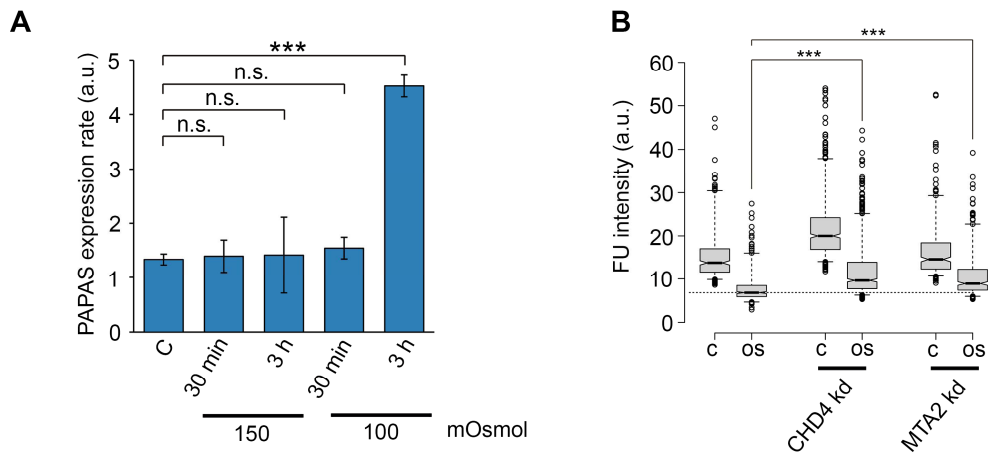 A
PAPAS expression rate (a.u.)
5
4
3
2
1
0
***
n.s.
n.s.
n.s.
C
30 min
3 h
30 min
3 h
150
100
mOsmol
B
FU intensity (a.u.)
60
50
40
30
20
10
0
***
***
c
os
c
os
c
os
CHD4 kd
MTA2 kd